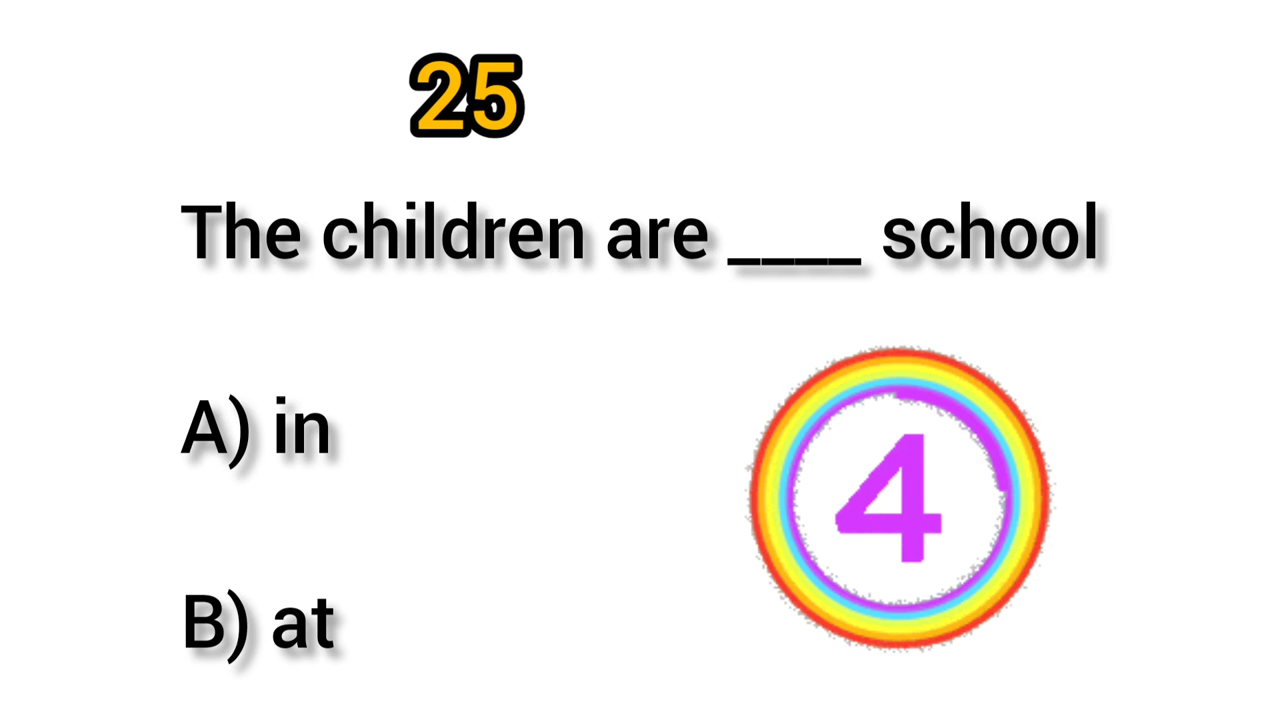 25
The children are ____ school
A) in
4
B) at